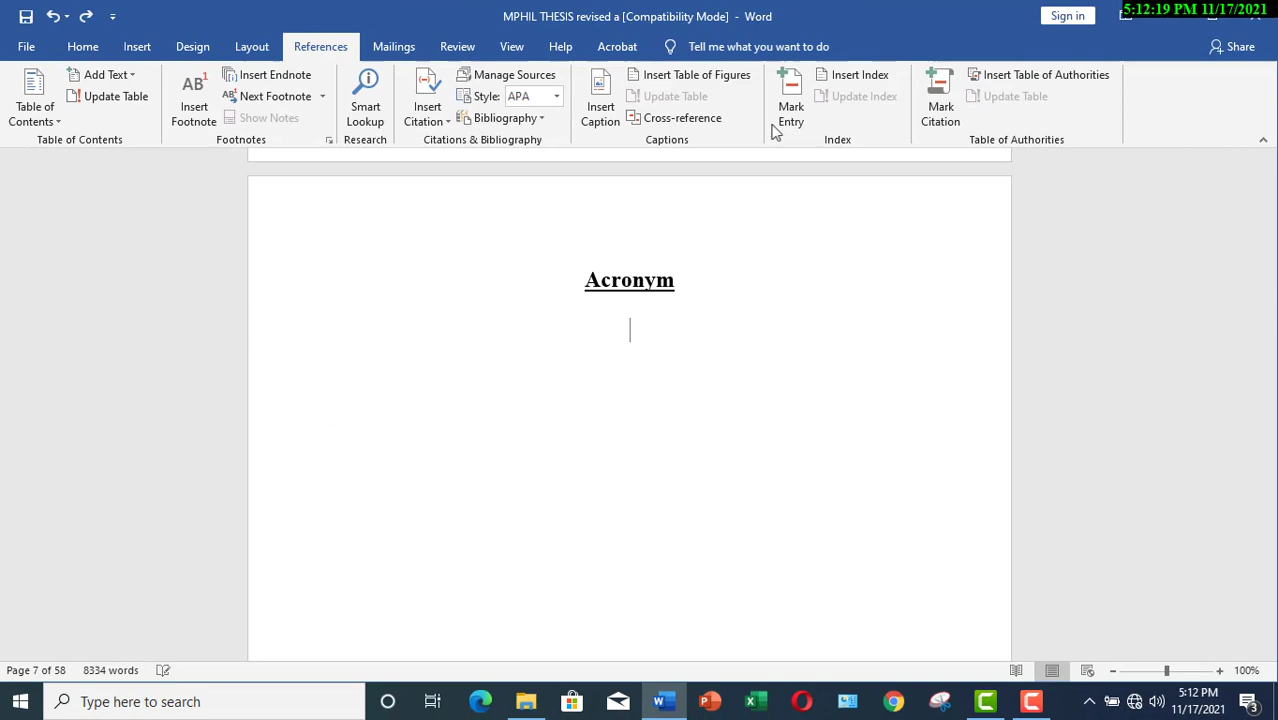 MPHIL THESIS revised a [Compatibility Mode] - Word
Sign in
5:12:19 PM 11/17/2021
File
Home
Insert
Design
Layout
References
Mailings
Review
View
Help
Acrobat
Tell me what you want to do
Share
Table of
Contents
Add Text
Update Table
Table of Contents
AB1
Insert
Footnote
Insert Endnote
Next Footnote
Show Notes
Footnotes
Smart
Lookup
Research
Insert
Citation
Manage Sources
Style: APA
Bibliography
Citations & Bibliography
Insert
Caption
Insert Table of Figures
Update Table
Cross-reference
Captions
Mark
Entry
Insert Index
Update Index
Index
Mark
Citation
Insert Table of Authorities
Update Table
Table of Authorities
Acronym
Page 7 of 58
8334 words
100%
Type here to search
5:12 PM
11/17/2021
3